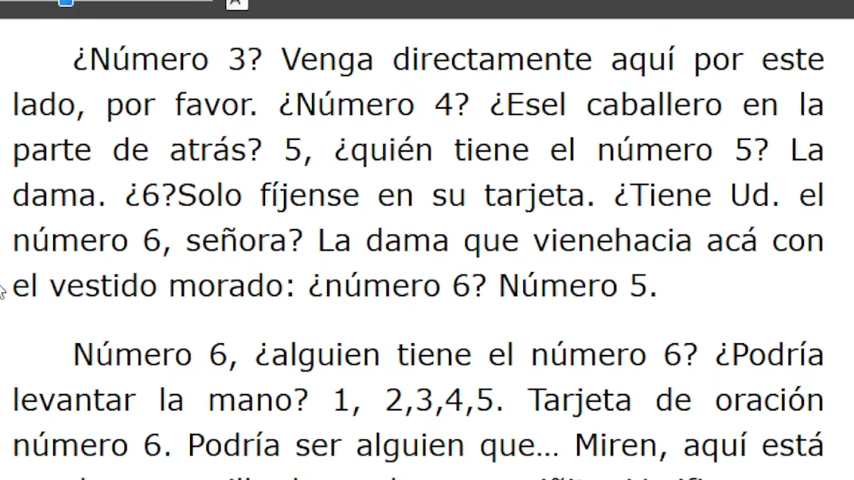 A
¿Número 3? Venga directamente aquí por este
lado, por favor. ¿Número 4? ¿Esel caballero en la
parte de atrás? 5, ¿quién tiene el número 5? La
dama. ¿6?Solo fíjense en su tarjeta. ¿Tiene Ud. el
número 6, señora? La dama que vienehacia acá con
el vestido morado: ¿número 6? Número 5.
Número 6, ¿alguien tiene el número 6? ¿Podría
levantar la mano? 1, 2,3,4,5. Tarjeta de oración
número 6. Podría ser alguien que... Miren, aquí está